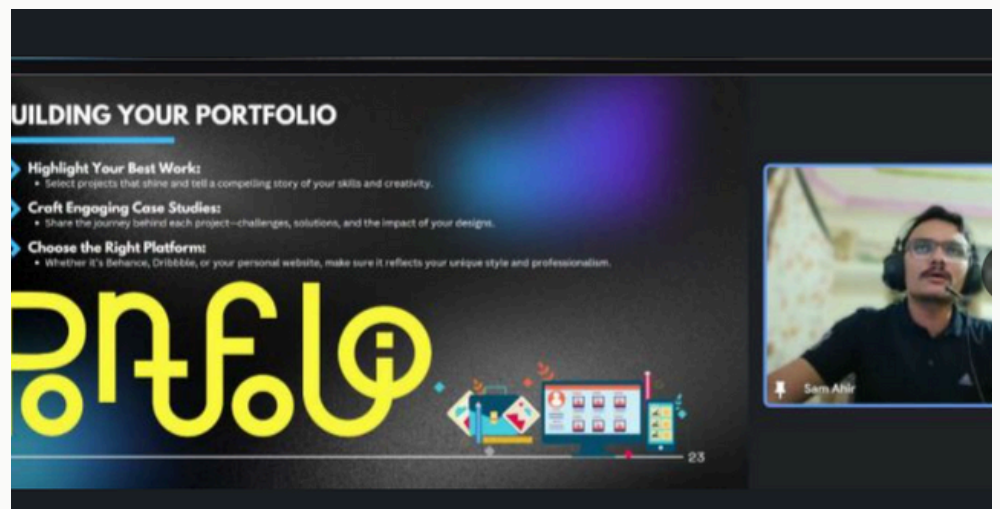 UILDING YOUR PORTFOLIO
Highlight Your Best Work:
• Select projects that shine and tell a compelling story of your skills and creativity.
Craft Engaging Case Studies:
• Share the journey behind each project—challenges, solutions, and the impact of your designs.
Choose the Right Platform:
• Whether it's Behance, Dribbble, or your personal website, make sure it reflects your unique style and professionalism.
ortfolio
23
Sam Ahir